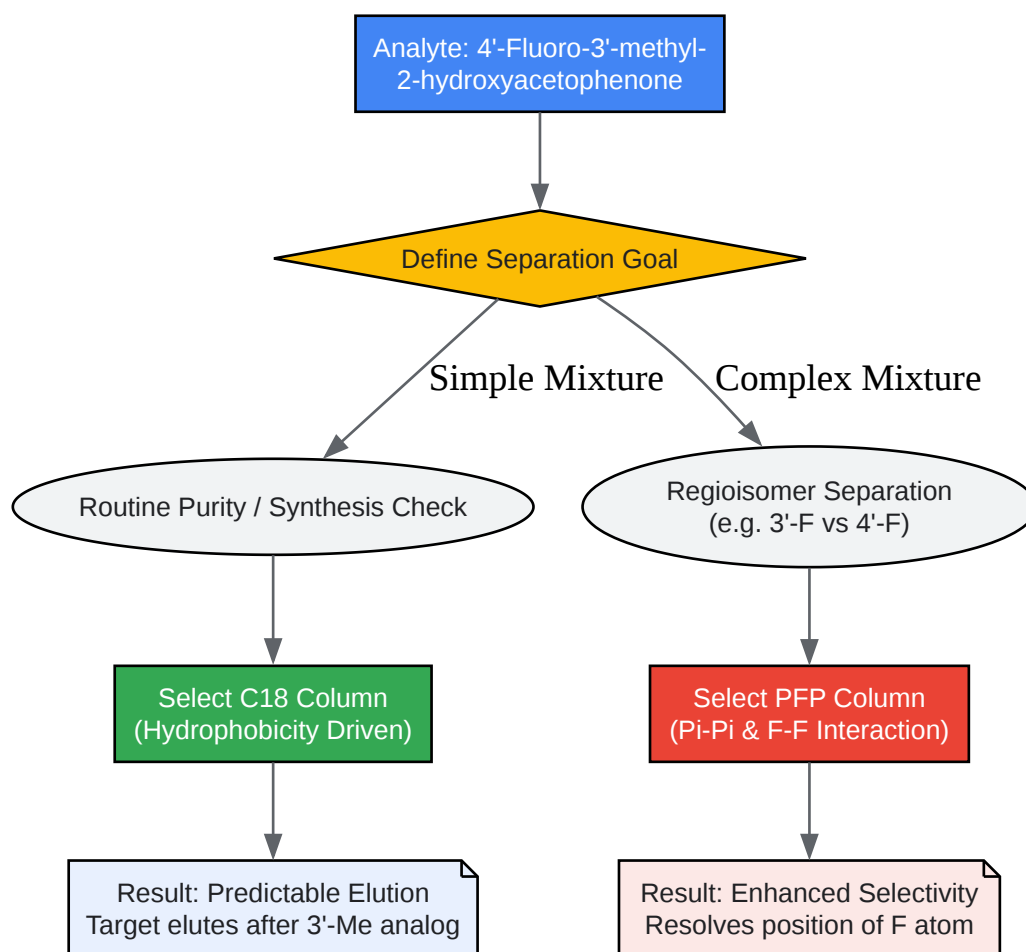 Analyte: 4'-Fluoro-3'-methyl-
2-hydroxyacetophenone
Define Separation Goal
Simple Mixture
Complex Mixture
Routine Purity / Synthesis Check
Regioisomer Separation
(e.g. 3'-F vs 4'-F)
Select C18 Column
(Hydrophobicity Driven)
Select PFP Column
(Pi-Pi & F-F Interaction)
Result: Predictable Elution
Target elutes after 3'-Me analog
Result: Enhanced Selectivity
Resolves position of F atom